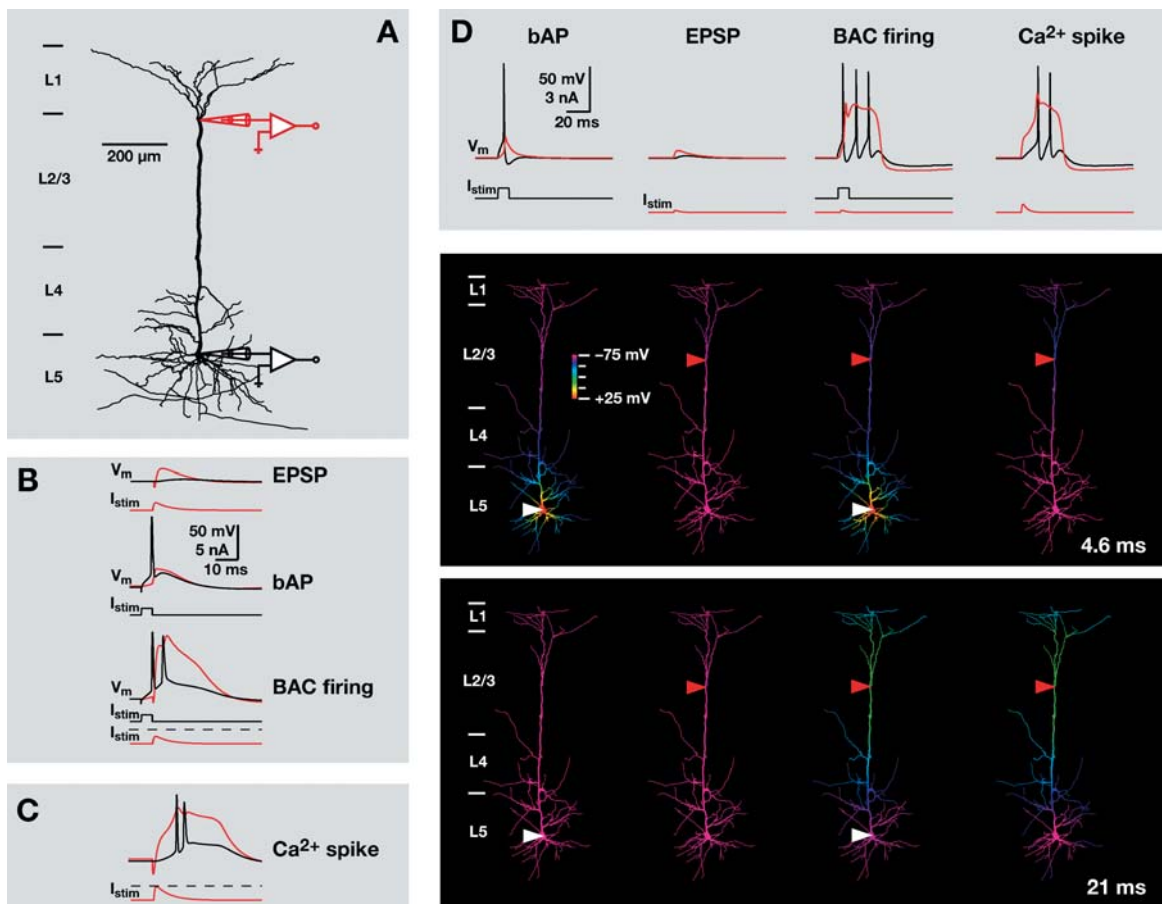 A
L1
200 µm
L2/3
L4
L5
B
Vm
EPSP
Istim
50 mV
5 nA
10 ms
Vm
bAP
Istim
Vm
BAC firing
Istim
Istim
C
Ca2+ spike
Istim
D
bAP
EPSP
BAC firing
Ca2+ spike
50 mV
3 nA
20 ms
Vm
Istim
Istim
L1
L2/3
–75 mV
+25 mV
L4
L5
4.6 ms
L1
L2/3
L4
L5
21 ms